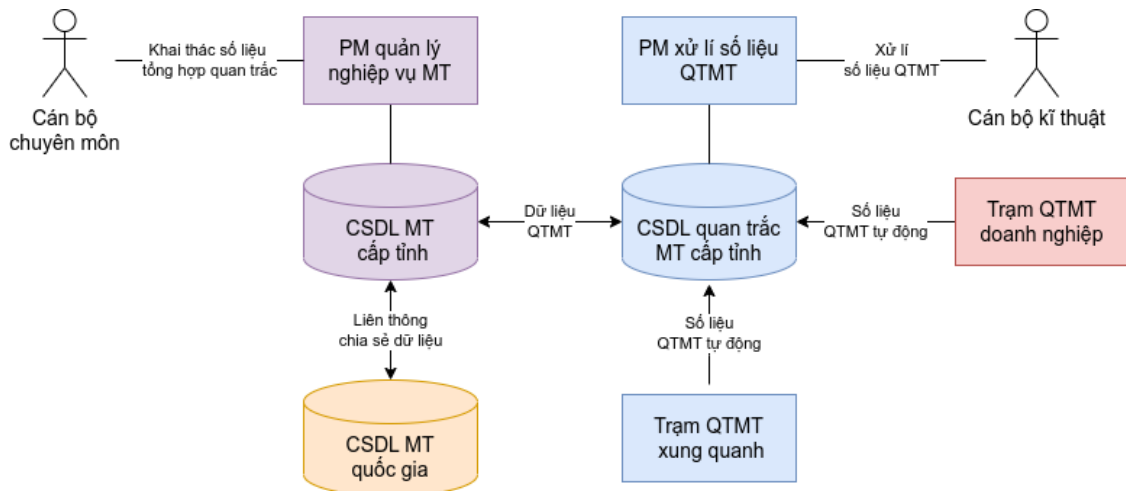 Khai thác số liệu
tổng hợp quan trắc
PM quản lý
nghiệp vụ MT
PM xử lí số liệu
QTMT
Xử lí
số liệu QTMT
Cán bộ
chuyên môn
Cán bộ kĩ thuật
CSDL MT
cấp tỉnh
Dữ liệu
QTMT
CSDL quan trắc
MT cấp tỉnh
Số liệu
QTMT tự động
Trạm QTMT
doanh nghiệp
Liên thông
chia sẻ dữ liệu
Số liệu
QTMT tự động
CSDL MT
quốc gia
Trạm QTMT
xung quanh